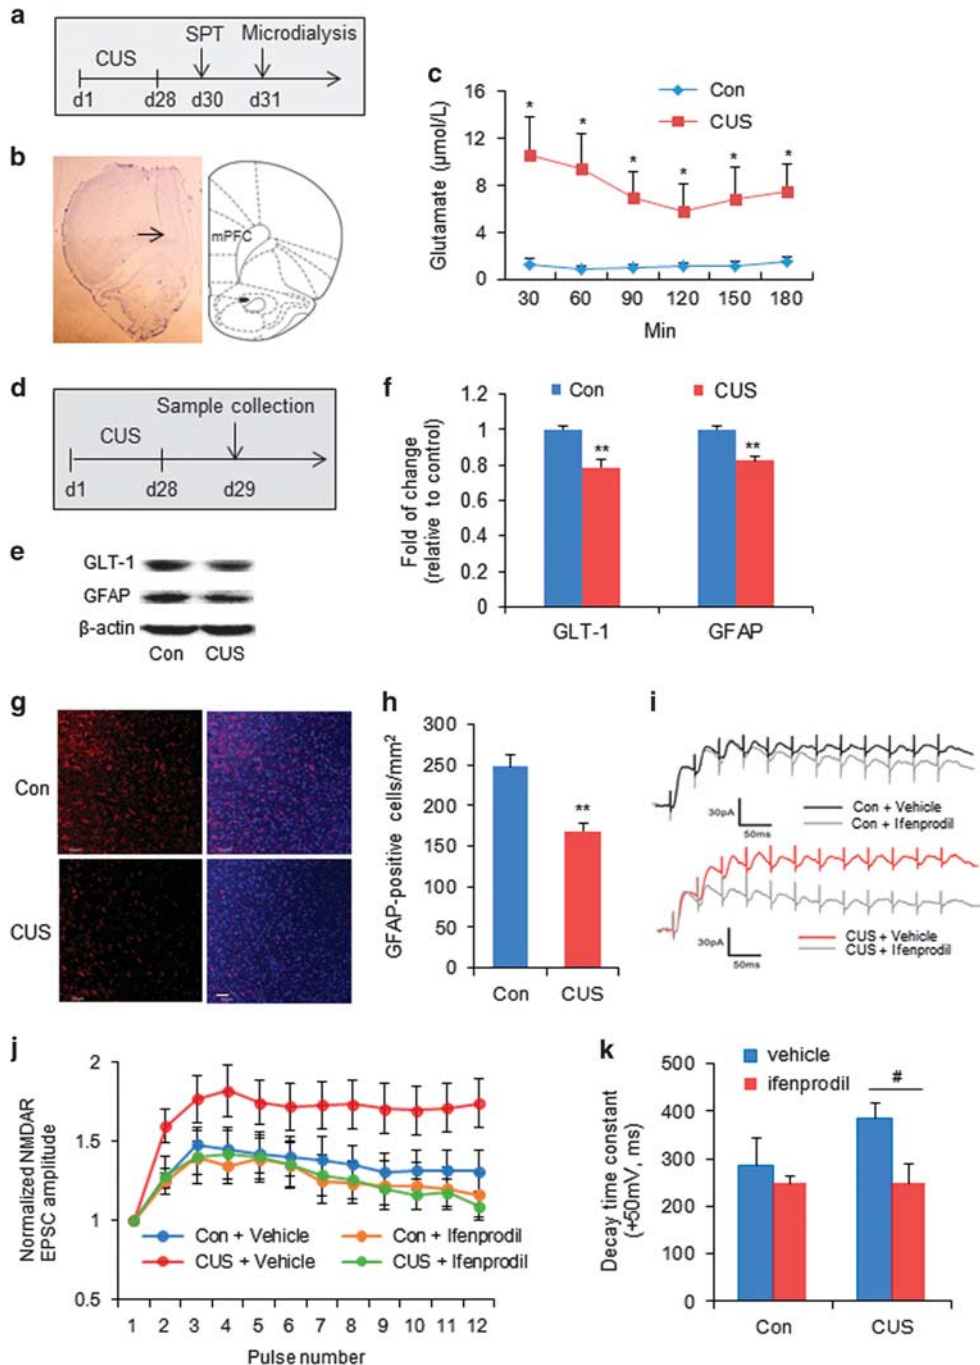 a
SPT Microdialysis
CUS
d1 d28 d30 d31
b
mPFC
c
Con
CUS
Glutamate (μmol/L)
16
12
8
4
0
* * * * * *
30 60 90 120 150 180
Min
d
Sample collection
CUS
d1 d28 d29
e
GLT-1
GFAP
β-actin
Con CUS
f
Con CUS
Fold of change
(relative to control)
1.2
1
0.8
0.6
0.4
0.2
0
** **
GLT-1 GFAP
g
Con
CUS
h
GFAP-positive cells/mm²
300
250
200
150
100
50
0
**
Con CUS
i
30pA
50ms
Con + Vehicle
Con + Ifenprodil
30pA
50ms
CUS + Vehicle
CUS + Ifenprodil
j
Normalized NMDAR
EPSC amplitude
2
1.5
1
0.5
Con + Vehicle Con + Ifenprodil
CUS + Vehicle CUS + Ifenprodil
1 2 3 4 5 6 7 8 9 10 11 12
Pulse number
k
vehicle
ifenprodil
#
Decay time constant
(+50mV, ms)
500
400
300
200
100
0
Con CUS